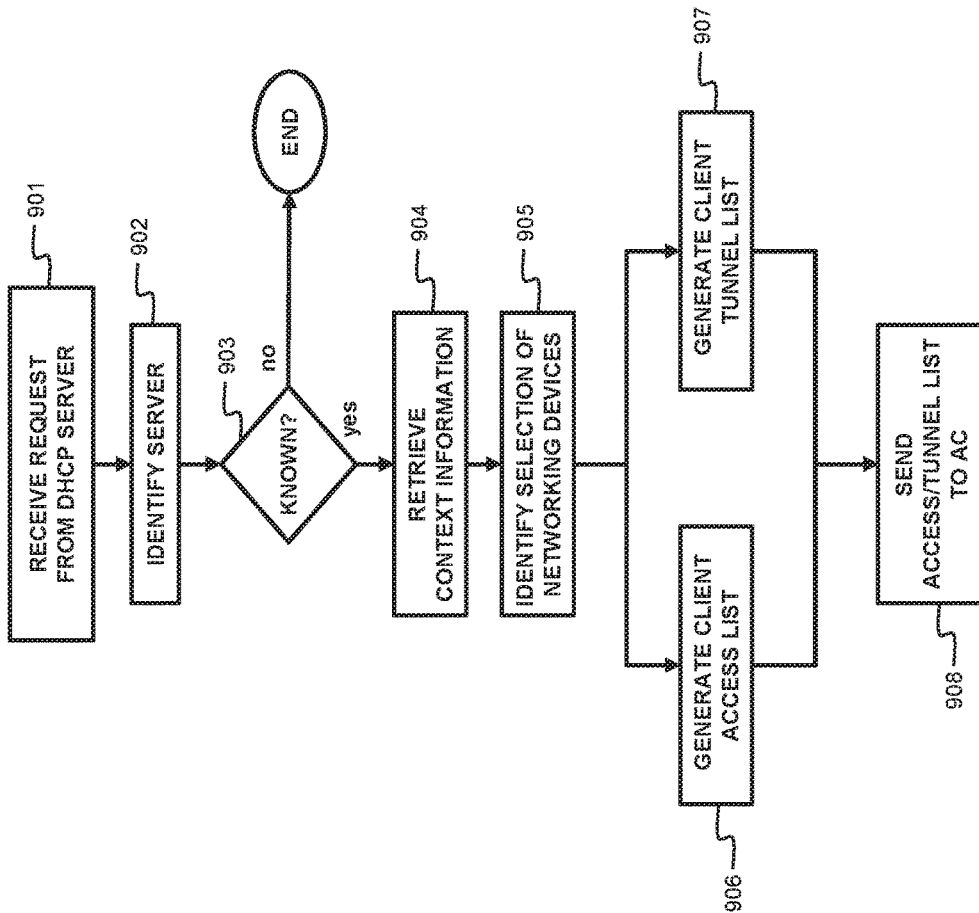 901
RECEIVE REQUEST
FROM DHCP SERVER
902
IDENTIFY SERVER
903
KNOWN?
no
END
yes
904
RETRIEVE
CONTEXT INFORMATION
905
IDENTIFY SELECTION OF
NETWORKING DEVICES
906
GENERATE CLIENT
ACCESS LIST
907
GENERATE CLIENT
TUNNEL LIST
SEND
ACCESS/TUNNEL LIST
TO AC
908